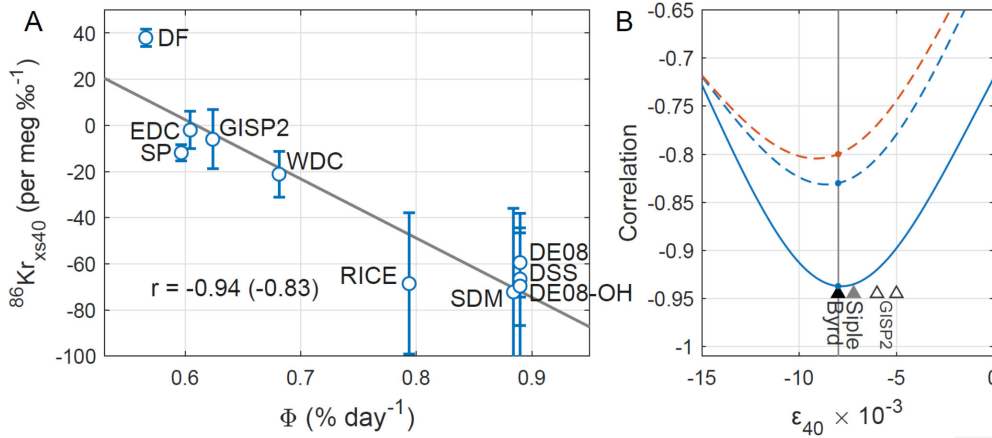 A
40
20
0
-20
-40
-60
-80
-100
⁸⁶Kr_xs40 (per meg ‰⁻¹)
DF
EDC
GISP2
SP
WDC
RICE
SDM
DE08
DSS
DE08-OH
r = -0.94 (-0.83)
0.6 0.7 0.8 0.9
Φ (% day⁻¹)
B
-0.65
-0.7
-0.75
-0.8
-0.85
-0.9
-0.95
-1
Correlation
Byrd
Siple
GISP2
-15 -10 -5 0
ε₄₀ × 10⁻³